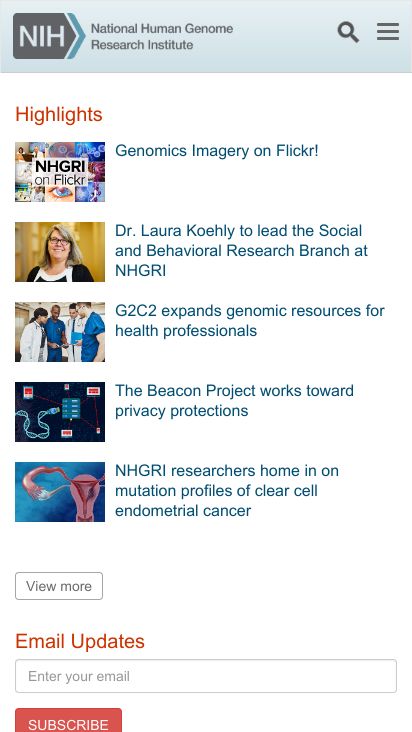 NIH
National Human Genome
Research Institute
Highlights
NHGRI
on Flickr
Genomics Imagery on Flickr!
Dr. Laura Koehly to lead the Social
and Behavioral Research Branch at
NHGRI
G2C2 expands genomic resources for
health professionals
The Beacon Project works toward
privacy protections
NHGRI researchers home in on
mutation profiles of clear cell
endometrial cancer
View more
Email Updates
Enter your email
SUBSCRIBE